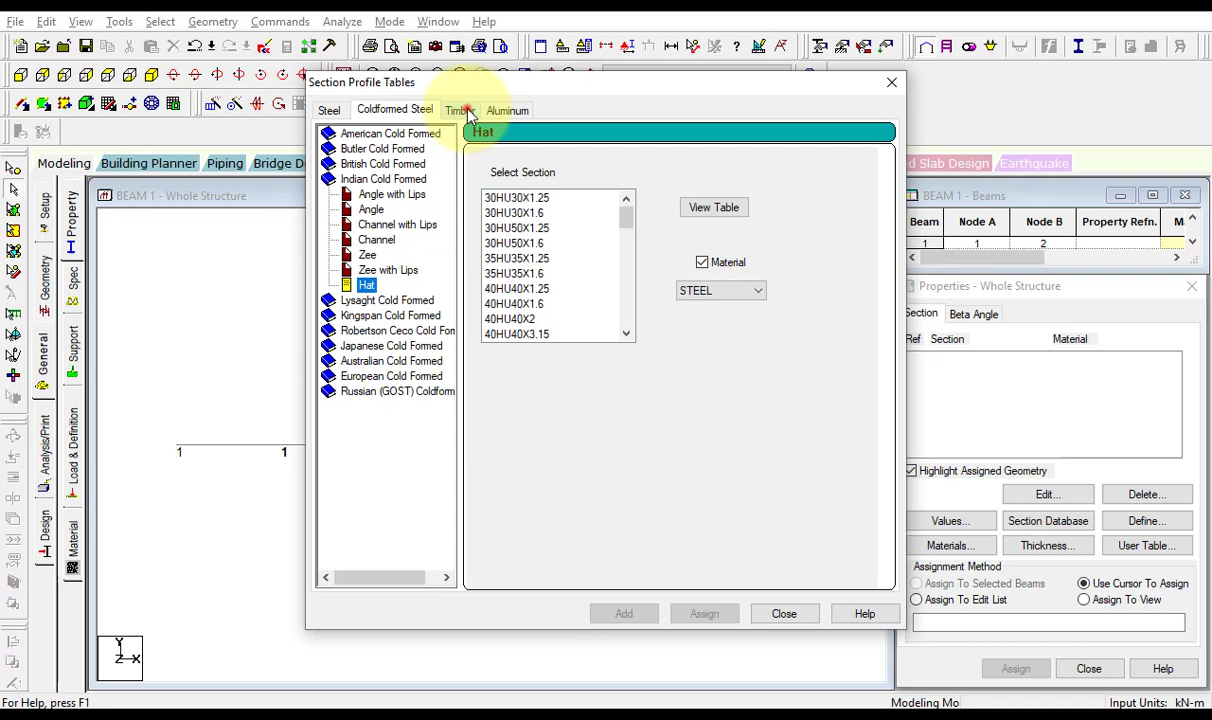 File Edit View Tools Select Geometry Commands Analyze Mode Window Help
Section Profile Tables
Steel Coldformed Steel Timber Aluminum
American Cold Formed
Butler Cold Formed
British Cold Formed
Indian Cold Formed
Angle with Lips
Angle
Channel with Lips
Channel
Zee
Zee with Lips
Hat
Lysaght Cold Formed
Kingspan Cold Formed
Robertson Ceco Cold For
Japanese Cold Formed
Australian Cold Formed
European Cold Formed
Russian (GOST) Coldform
Hat
Select Section
30HU30X1.25
30HU30X1.6
30HU50X1.25
30HU50X1.6
35HU35X1.25
35HU35X1.6
40HU40X1.25
40HU40X1.6
40HU40X2
40HU40X3.15
View Table
Material
STEEL
Add Assign Close Help
Modeling Building Planner Piping Bridge De
d Slab Design Earthquake
BEAM 1 - Whole Structure
Setup
Geometry
General
Analysis/Print
Design
Property
Spec
Support
Load & Definition
Material
1 1
Y
Z X
BEAM 1 - Beams
Beam Node A Node B Property Refn. M
1 1 2
Properties - Whole Structure
Section Beta Angle
Ref Section Material
Highlight Assigned Geometry
Edit... Delete...
Values... Section Database Define...
Materials... Thickness... User Table...
Assignment Method
Assign To Selected Beams Use Cursor To Assign
Assign To Edit List Assign To View
Assign Close Help
For Help, press F1 Modeling Mo Input Units: kN-m